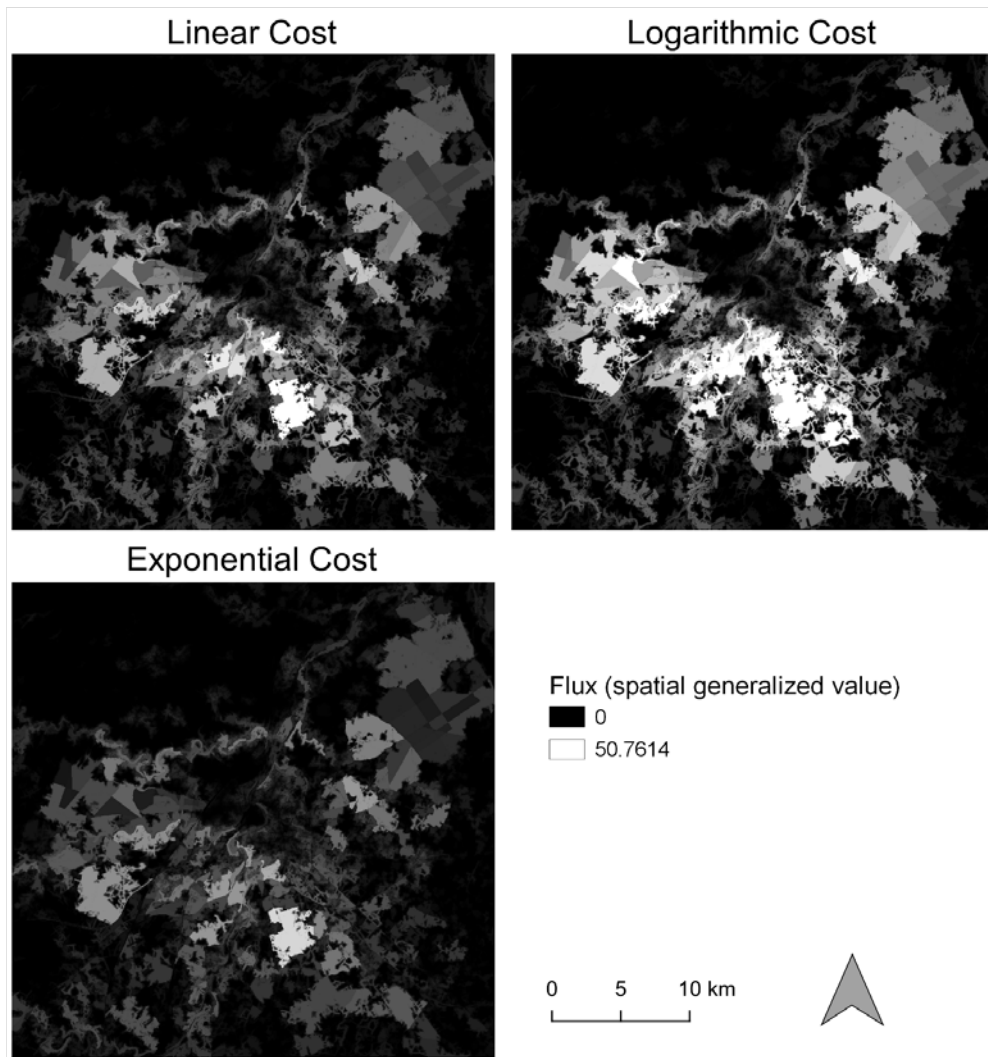 Linear Cost
Logarithmic Cost
Exponential Cost
Flux (spatial generalized value)
0
50.7614
0 5 10 km